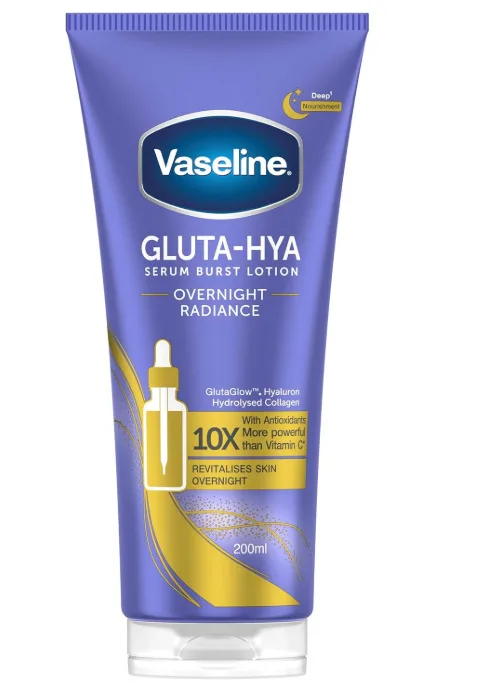 Deep¹
Nourishment
Vaseline®
GLUTA-HYA
SERUM BURST LOTION
OVERNIGHT
RADIANCE
GlutaGlow™, Hyaluron
Hydrolysed Collagen
10X With Antioxidants
More powerful
than Vitamin C*
REVITALISES SKIN
OVERNIGHT
200ml